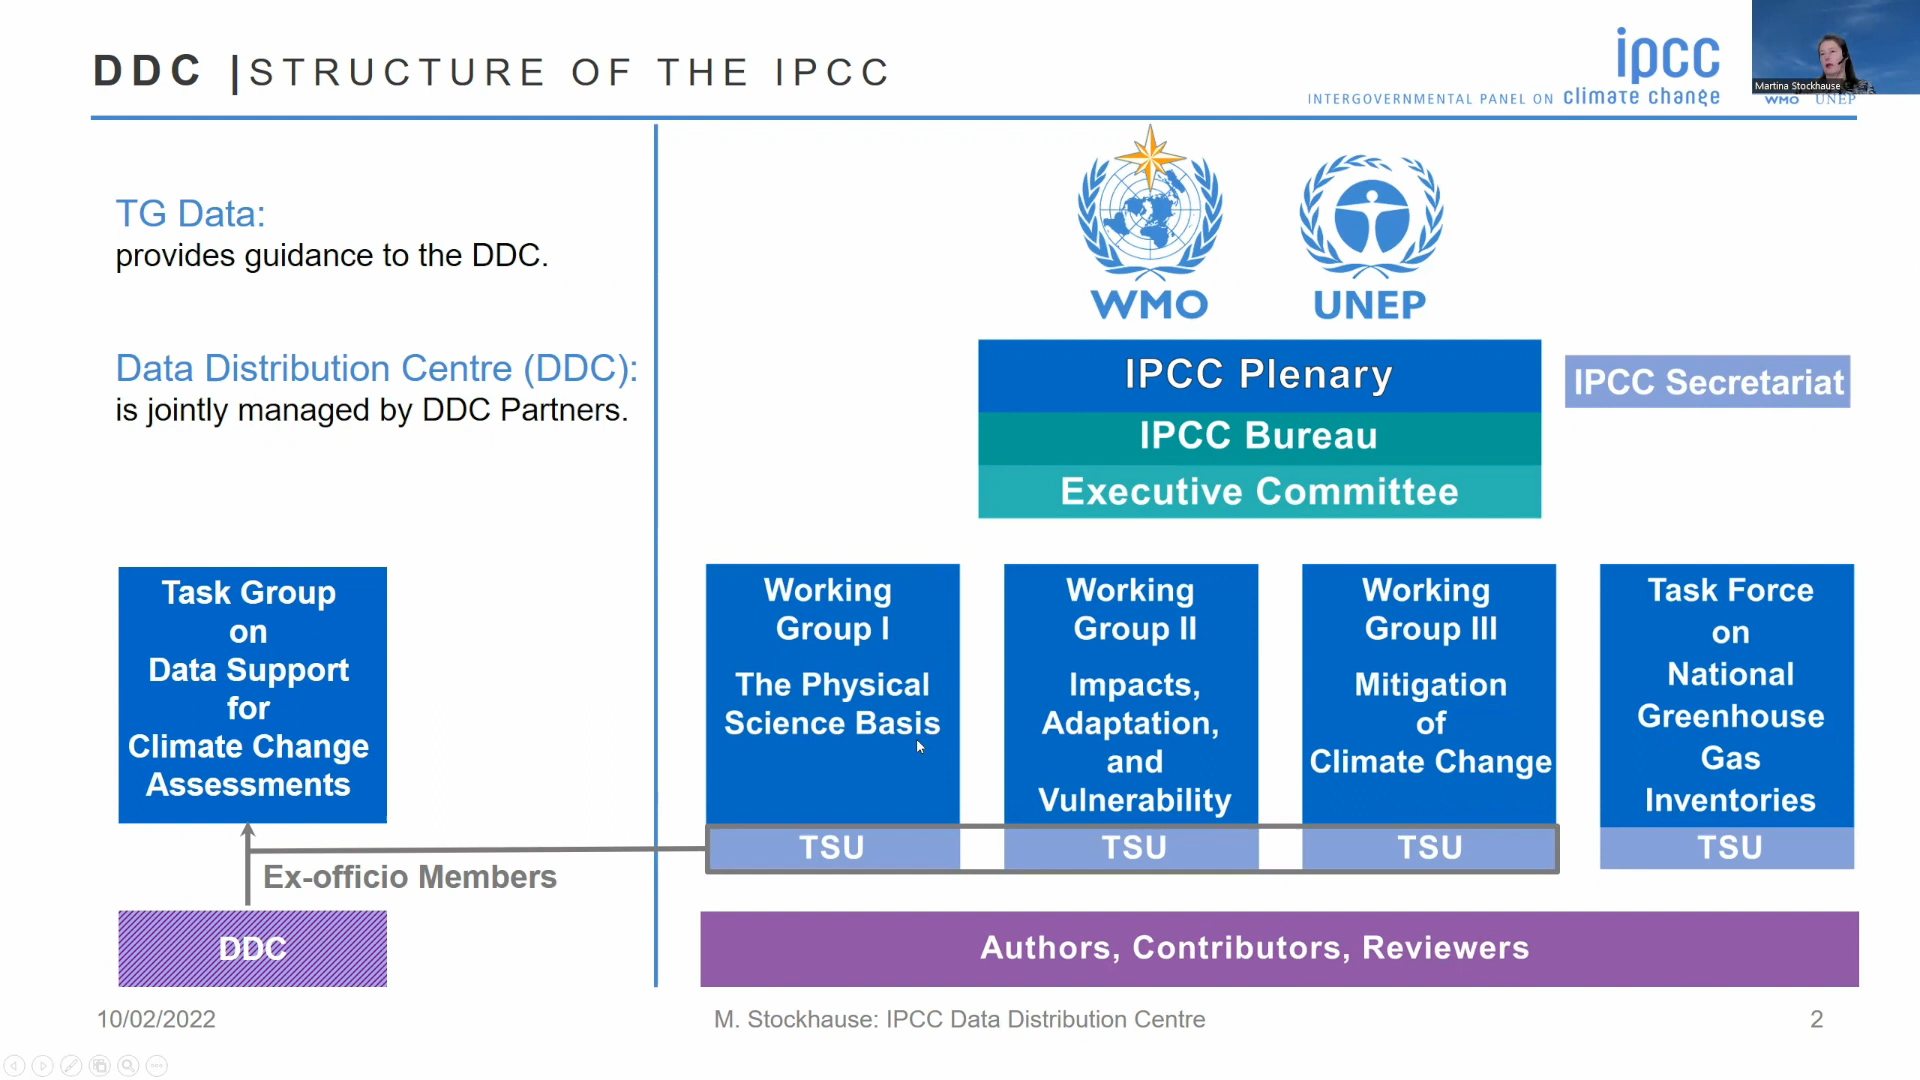 DDC |STRUCTURE OF THE IPCC
ipcc
INTERGOVERNMENTAL PANEL ON climate change
Martina Stockhause
WMO UNEP
TG Data:
provides guidance to the DDC.
Data Distribution Centre (DDC):
is jointly managed by DDC Partners.
WMO
UNEP
IPCC Plenary
IPCC Bureau
Executive Committee
IPCC Secretariat
Task Group
on
Data Support
for
Climate Change
Assessments
Ex-officio Members
DDC
Working
Group I
The Physical
Science Basis
TSU
Working
Group II
Impacts,
Adaptation,
and
Vulnerability
TSU
Working
Group III
Mitigation
of
Climate Change
TSU
Task Force
on
National
Greenhouse
Gas
Inventories
TSU
Authors, Contributors, Reviewers
10/02/2022
M. Stockhause: IPCC Data Distribution Centre
2